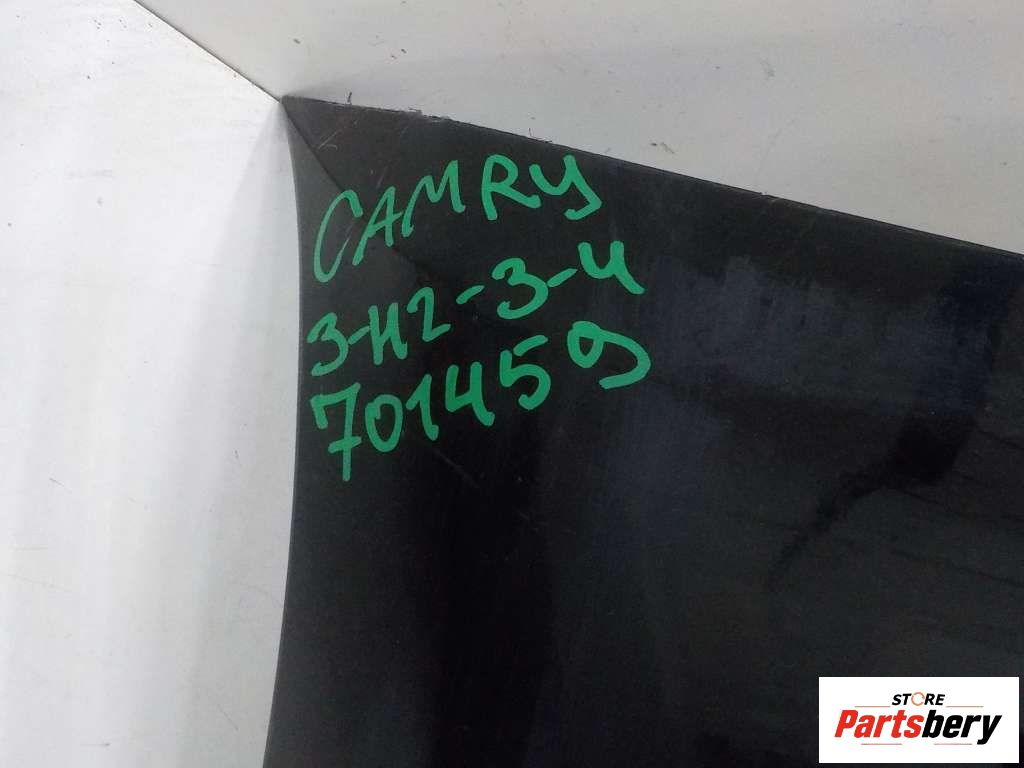 CAMRY
3-H2-3-4
701459
STORE
Partsbery